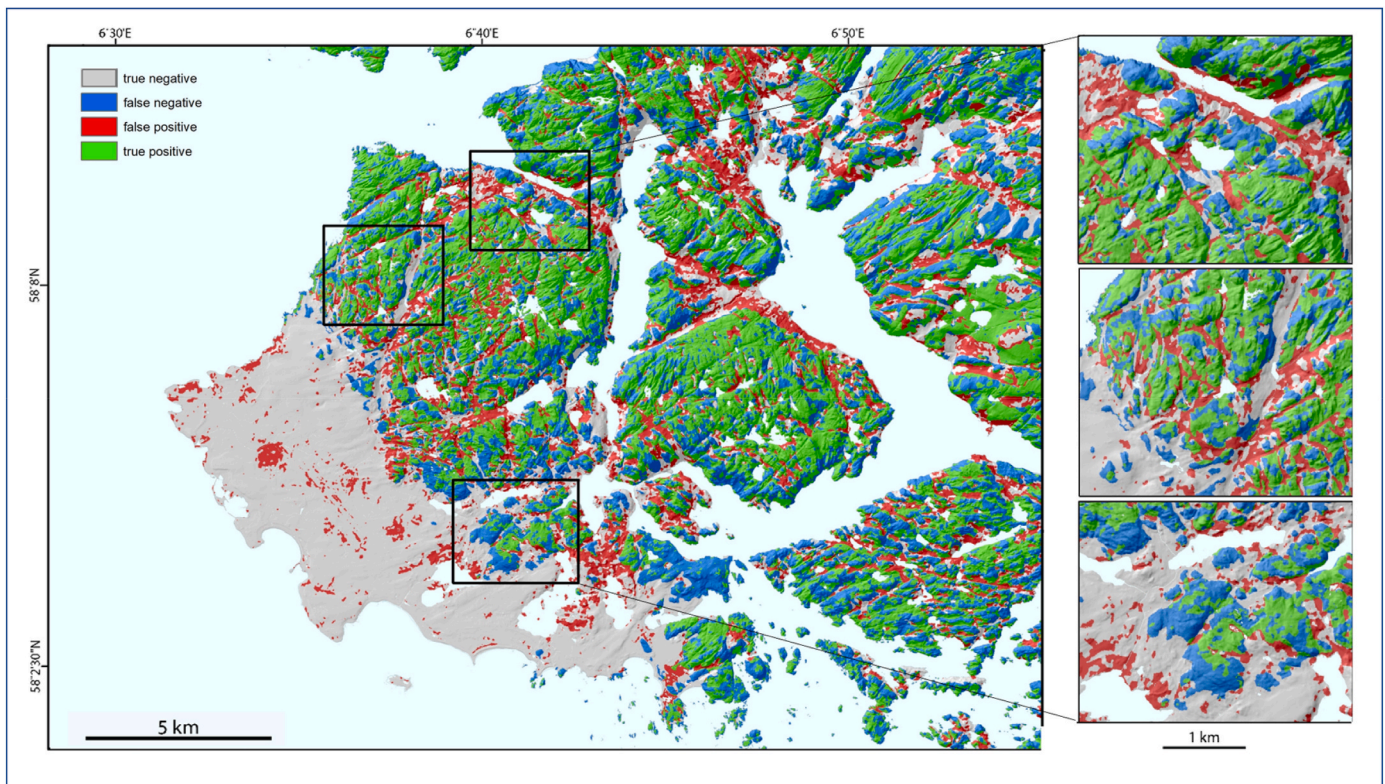 6°30'E
6°40'E
6°50'E
true negative
false negative
false positive
true positive
58°8'N
58°2'30"N
5 km
1 km